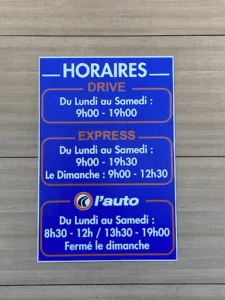 HORAIRES
DRIVE
Du Lundi au Samedi :
9h00 - 19h00
EXPRESS
Du Lundi au Samedi :
9h00 - 19h30
Le Dimanche : 9h00 - 12h30
l'auto
Du Lundi au Samedi :
8h30 - 12h / 13h30 - 19h00
Fermé le dimanche